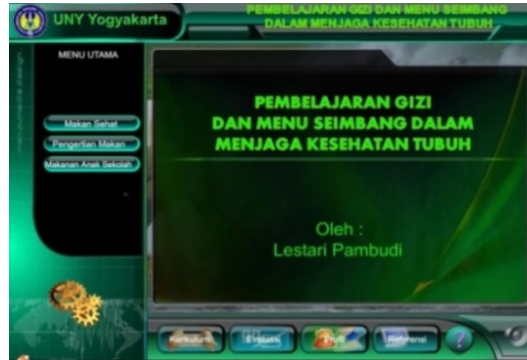 UNY Yogyakarta
PEMBELAJARAN GIZI DAN MENU SEIMBANG
DALAM MENJAGA KESEHATAN TUBUH
MENU UTAMA
Makan Sehat
Pengertian Makan
Makanan Anak Sekolah
PEMBELAJARAN GIZI
DAN MENU SEIMBANG DALAM
MENJAGA KESEHATAN TUBUH
Oleh :
Lestari Pambudi
Kurikulum
Evaluasi
Profil
Referensi
?